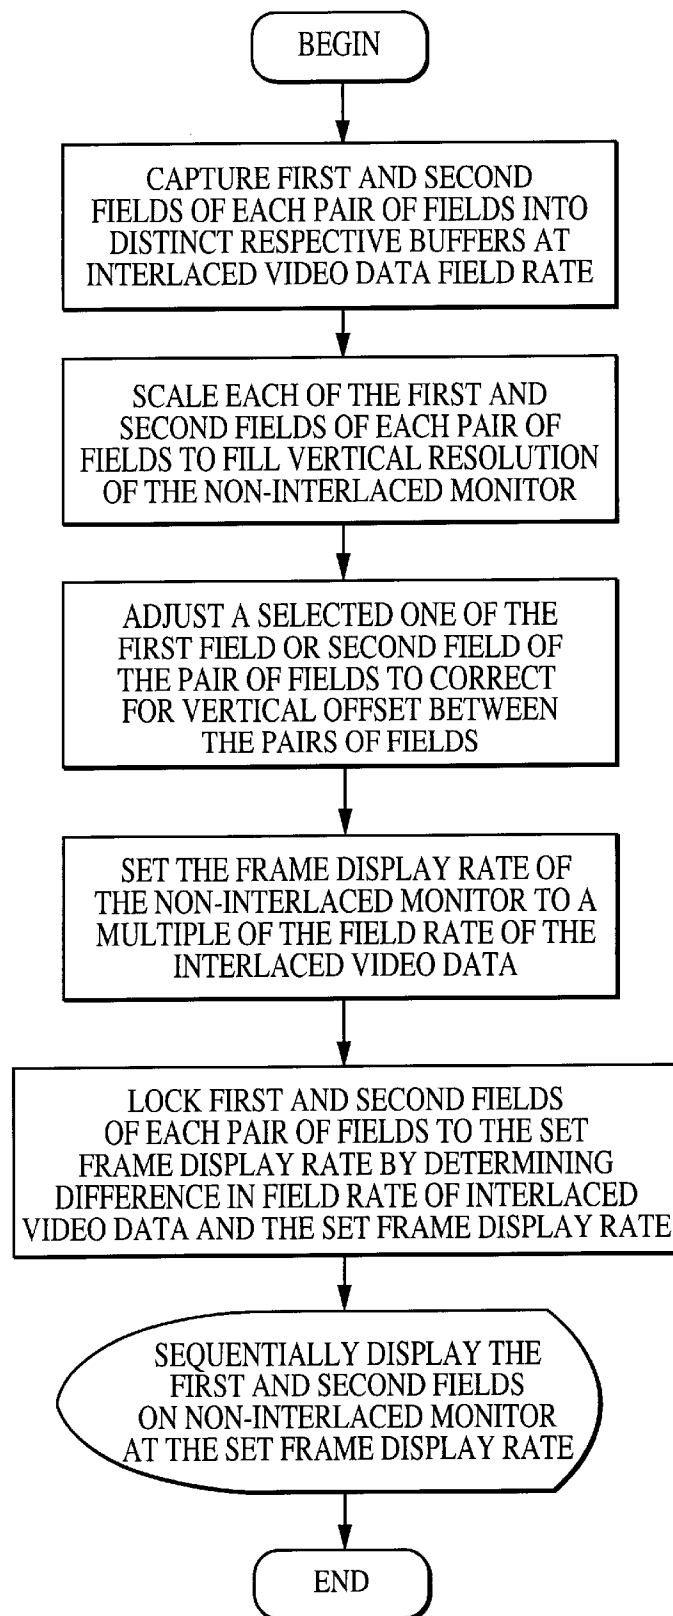 BEGIN
CAPTURE FIRST AND SECOND
FIELDS OF EACH PAIR OF FIELDS INTO
DISTINCT RESPECTIVE BUFFERS AT
INTERLACED VIDEO DATA FIELD RATE
SCALE EACH OF THE FIRST AND
SECOND FIELDS OF EACH PAIR OF
FIELDS TO FILL VERTICAL RESOLUTION
OF THE NON-INTERLACED MONITOR
ADJUST A SELECTED ONE OF THE
FIRST FIELD OR SECOND FIELD OF
THE PAIR OF FIELDS TO CORRECT
FOR VERTICAL OFFSET BETWEEN
THE PAIRS OF FIELDS
SET THE FRAME DISPLAY RATE OF
THE NON-INTERLACED MONITOR TO A
MULTIPLE OF THE FIELD RATE OF THE
INTERLACED VIDEO DATA
LOCK FIRST AND SECOND FIELDS
OF EACH PAIR OF FIELDS TO THE SET
FRAME DISPLAY RATE BY DETERMINING
DIFFERENCE IN FIELD RATE OF INTERLACED
VIDEO DATA AND THE SET FRAME DISPLAY RATE
SEQUENTIALLY DISPLAY THE
FIRST AND SECOND FIELDS
ON NON-INTERLACED MONITOR
AT THE SET FRAME DISPLAY RATE
END